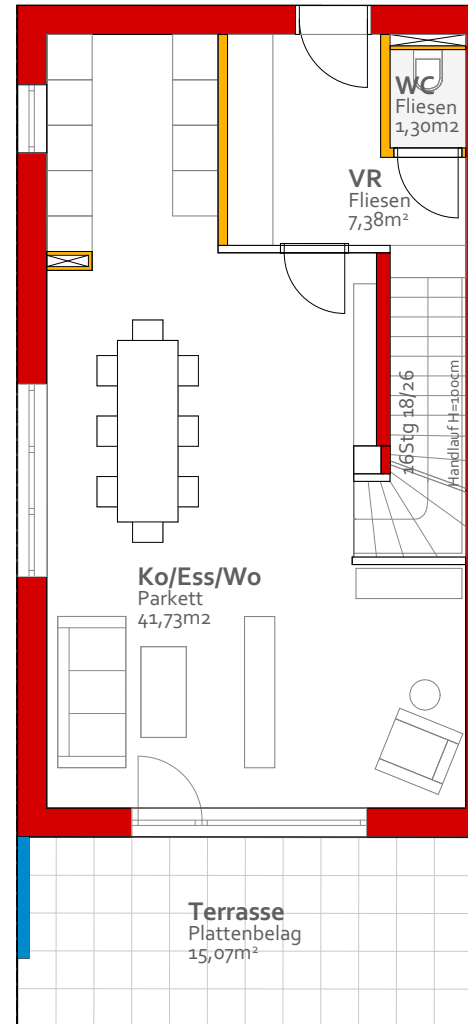 WC
Fliesen
1,30m2
VR
Fliesen
7,38m²
16Stg 18/26
Handlauf H=100cm
Ko/Ess/Wo
Parkett
41,73m2
Terrasse
Plattenbelag
15,07m²